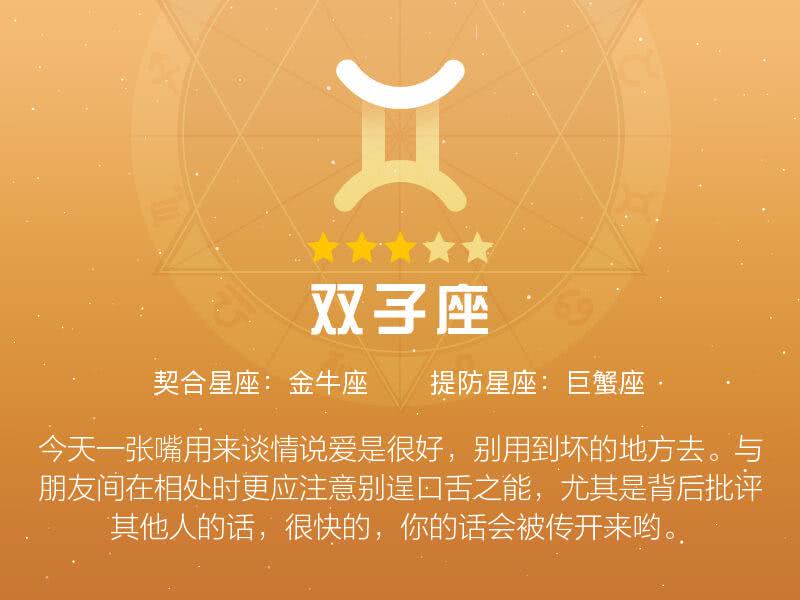 双子座
契合星座：金牛座 提防星座：巨蟹座
今天一张嘴用来谈情说爱是很好，别用到坏的地方去。与
朋友间在相处时更应注意别逞口舌之能，尤其是背后批评
其他人的话，很快的，你的话会被传开来哟。